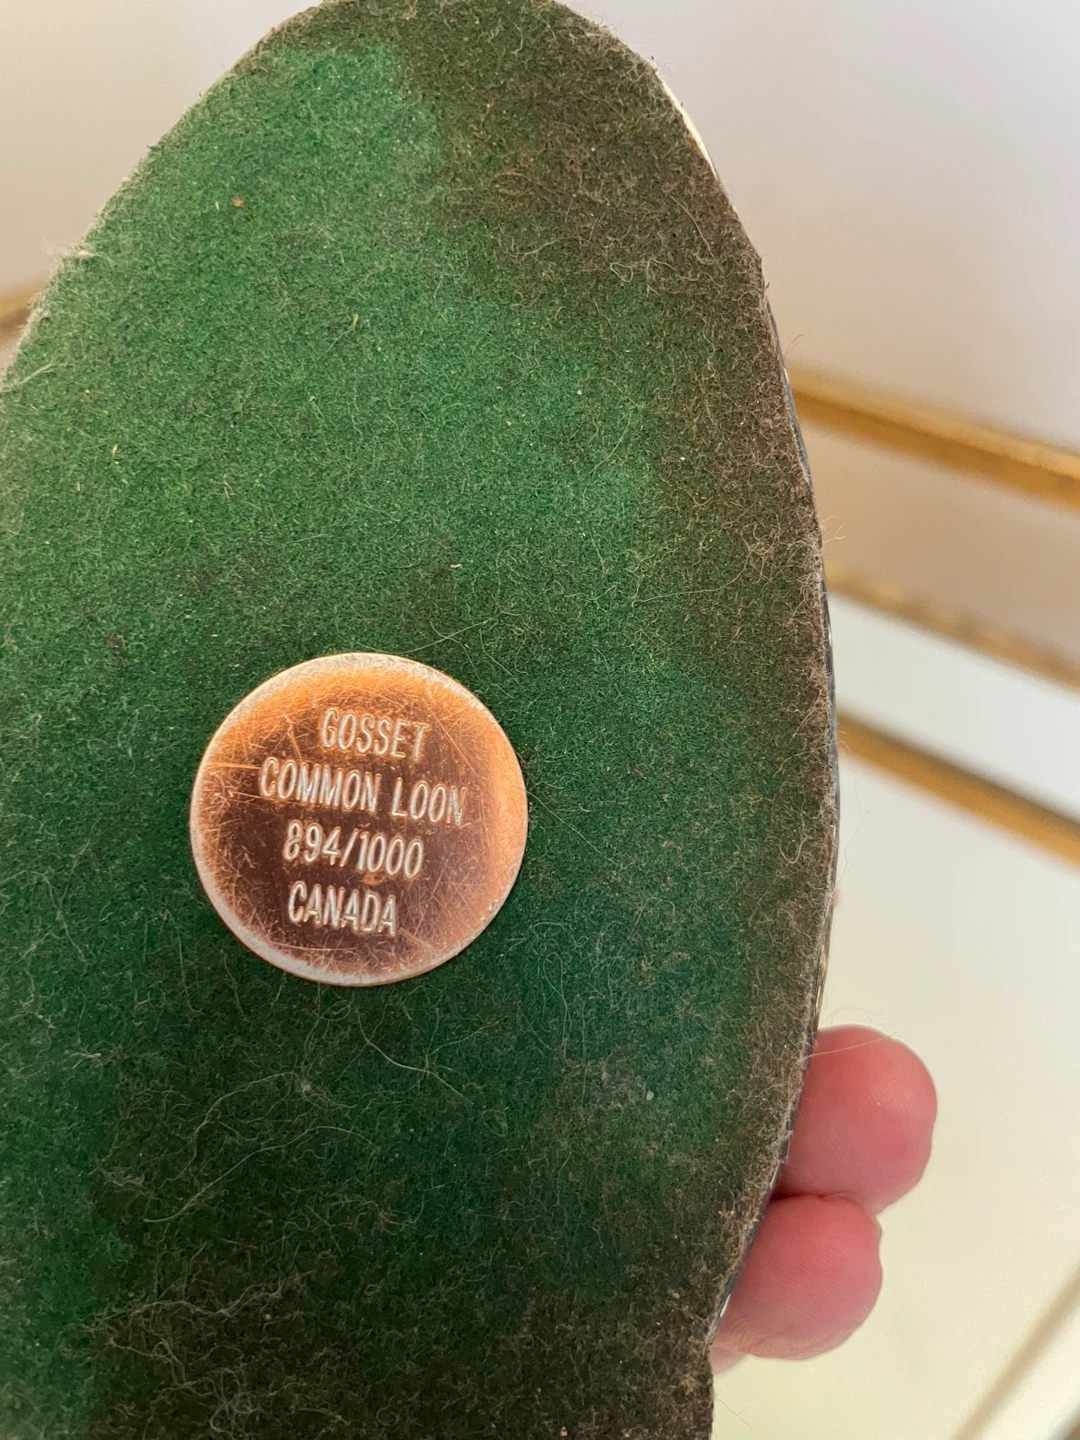 GOSSET
COMMON LOON
894/1000
CANADA